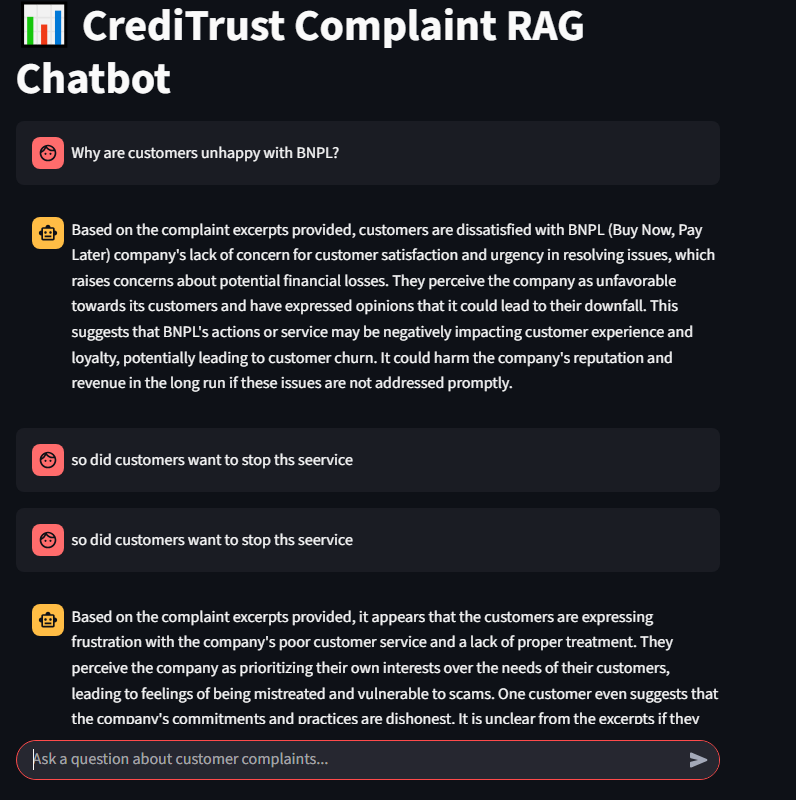 CrediTrust Complaint RAG
Chatbot
Why are customers unhappy with BNPL?
Based on the complaint excerpts provided, customers are dissatisfied with BNPL (Buy Now, Pay
Later) company's lack of concern for customer satisfaction and urgency in resolving issues, which
raises concerns about potential financial losses. They perceive the company as unfavorable
towards its customers and have expressed opinions that it could lead to their downfall. This
suggests that BNPL's actions or service may be negatively impacting customer experience and
loyalty, potentially leading to customer churn. It could harm the company's reputation and
revenue in the long run if these issues are not addressed promptly.
so did customers want to stop ths seervice
so did customers want to stop ths seervice
Based on the complaint excerpts provided, it appears that the customers are expressing
frustration with the company's poor customer service and a lack of proper treatment. They
perceive the company as prioritizing their own interests over the needs of their customers,
leading to feelings of being mistreated and vulnerable to scams. One customer even suggests that
the company's commitments and practices are dishonest. It is unclear from the excerpts if they
Ask a question about customer complaints...